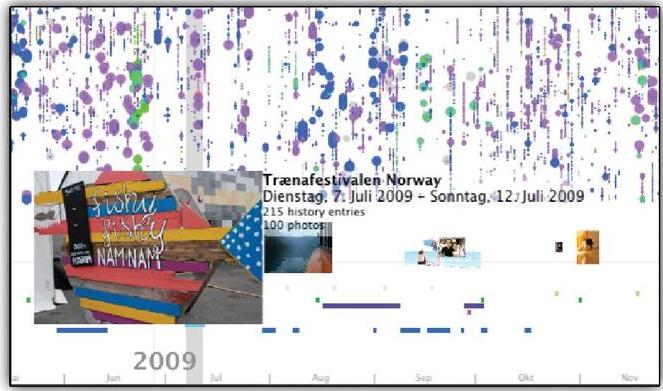 Trænafestivalen Norway
Dienstag, 7. Juli 2009 – Sonntag, 12. Juli 2009
215 history entries
100 photos
fishy
fishy
NAM NAM
2009
ai
Jun
Jul
Aug
Sep
Okt
Nov